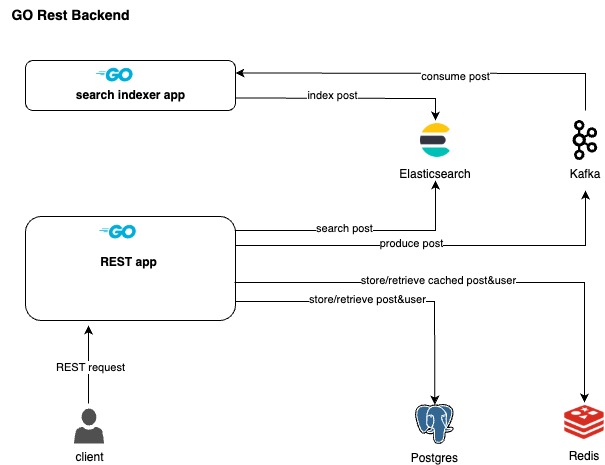 GO Rest Backend
consume post
GO
search indexer app
index post
Elasticsearch
Kafka
GO
search post
REST app
produce post
store/retrieve cached post&user
store/retrieve post&user
REST request
client
Postgres
Redis